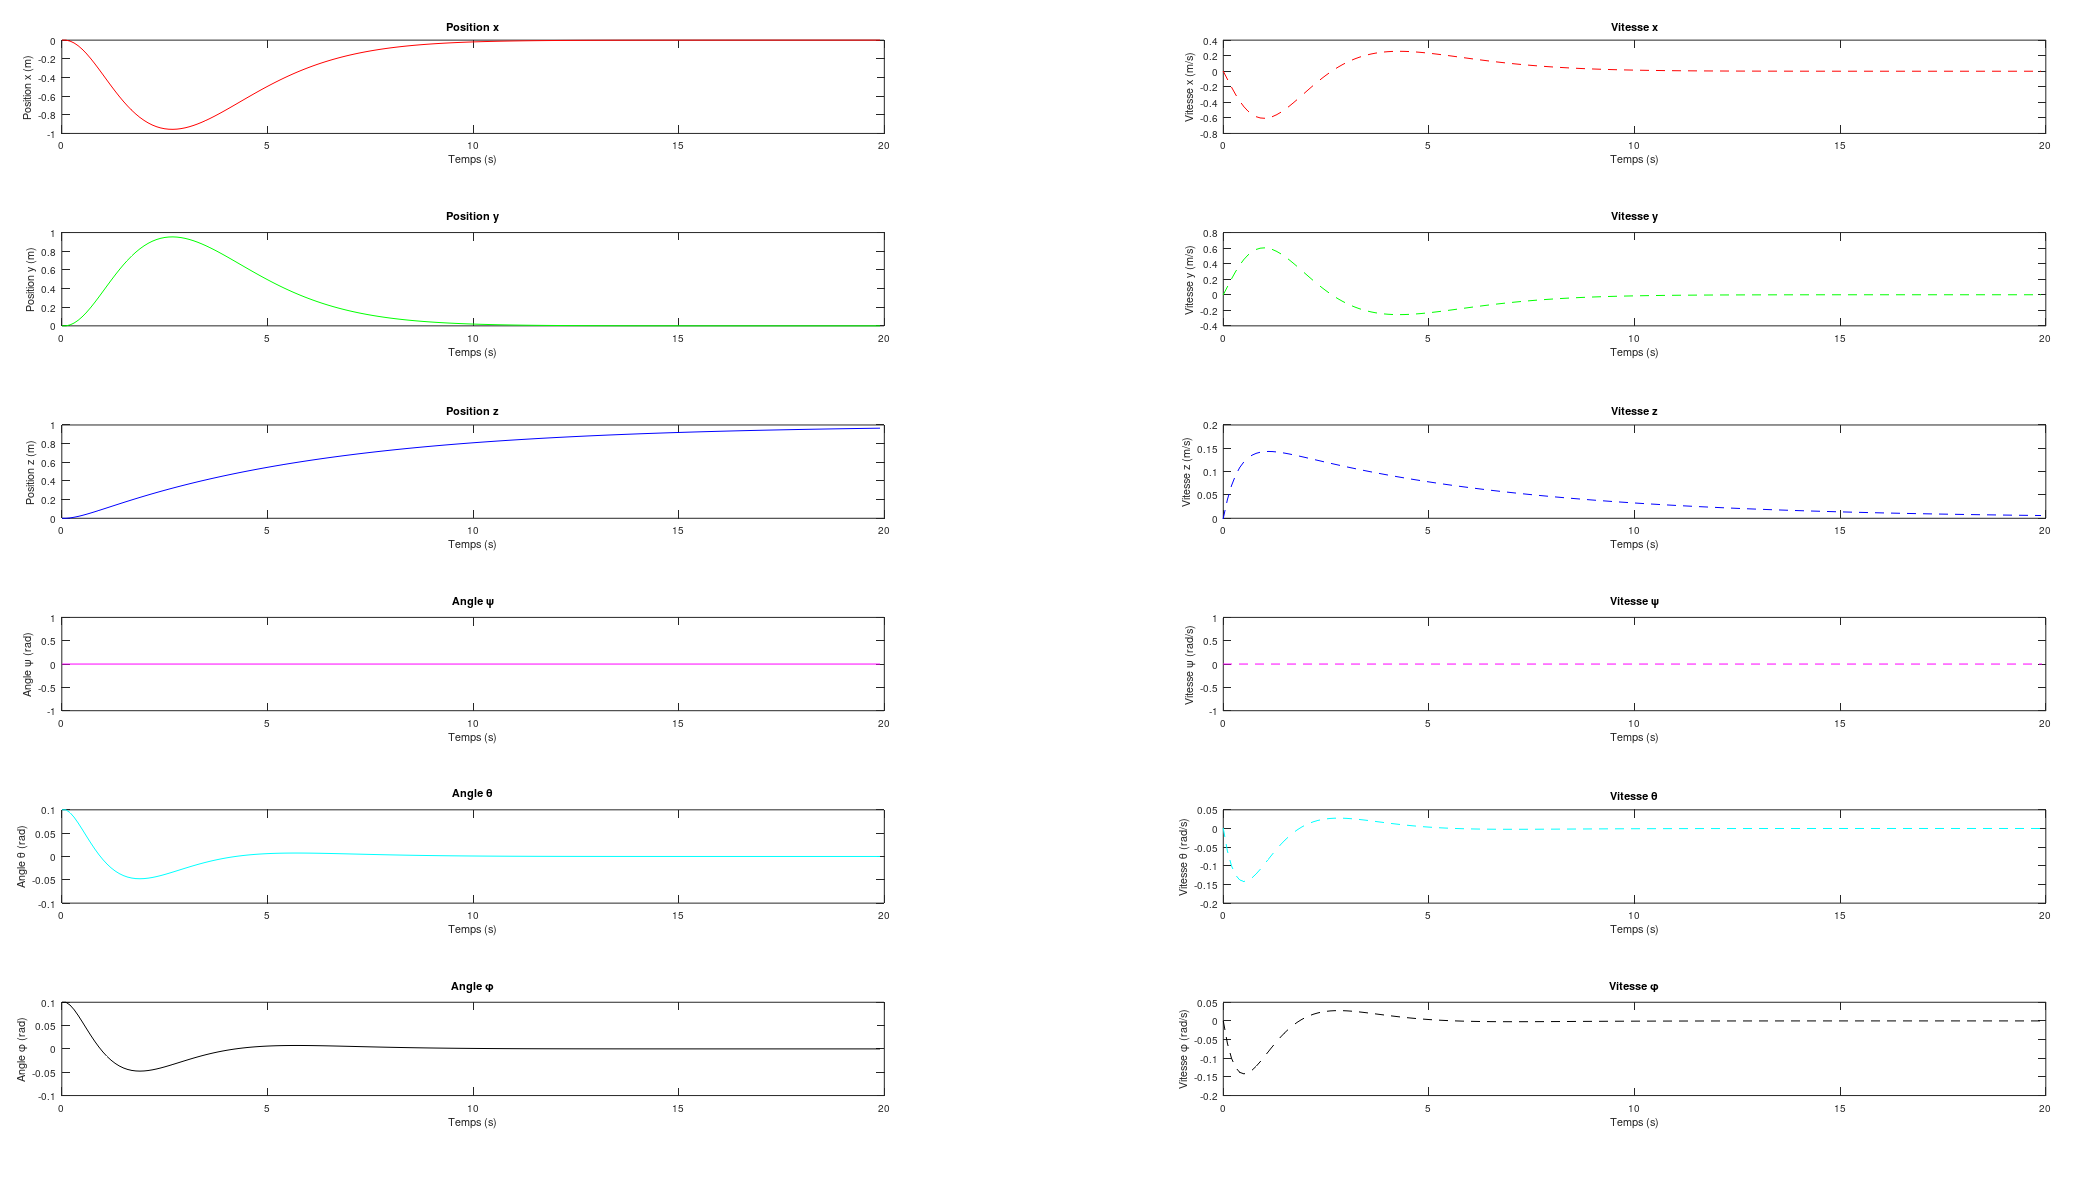 Position x
Position x (m)
0
-0.2
-0.4
-0.6
-0.8
-1
0 5 10 15 20
Temps (s)
Vitesse x
Vitesse x (m/s)
0.4
0.2
0
-0.2
-0.4
-0.6
-0.8
0 5 10 15 20
Temps (s)
Position y
Position y (m)
1
0.8
0.6
0.4
0.2
0
0 5 10 15 20
Temps (s)
Vitesse y
Vitesse y (m/s)
0.8
0.6
0.4
0.2
0
-0.2
-0.4
0 5 10 15 20
Temps (s)
Position z
Position z (m)
1
0.8
0.6
0.4
0.2
0
0 5 10 15 20
Temps (s)
Vitesse z
Vitesse z (m/s)
0.2
0.15
0.1
0.05
0
0 5 10 15 20
Temps (s)
Angle ψ
Angle ψ (rad)
1
0.5
0
-0.5
-1
0 5 10 15 20
Temps (s)
Vitesse ψ
Vitesse ψ (rad/s)
1
0.5
0
-0.5
-1
0 5 10 15 20
Temps (s)
Angle θ
Angle θ (rad)
0.1
0.05
0
-0.05
-0.1
0 5 10 15 20
Temps (s)
Vitesse θ
Vitesse θ (rad/s)
0.05
0
-0.05
-0.1
-0.15
-0.2
0 5 10 15 20
Temps (s)
Angle φ
Angle φ (rad)
0.1
0.05
0
-0.05
-0.1
0 5 10 15 20
Temps (s)
Vitesse φ
Vitesse φ (rad/s)
0.05
0
-0.05
-0.1
-0.15
-0.2
0 5 10 15 20
Temps (s)